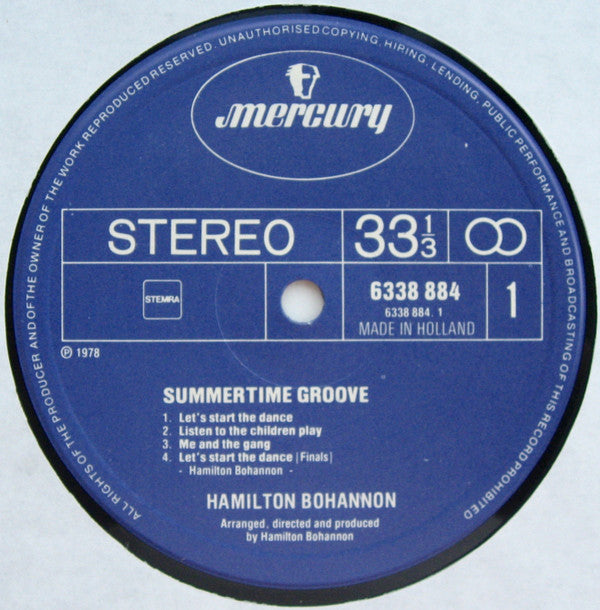 ALL RIGHTS OF THE PRODUCER AND OF THE OWNER OF THE WORK REPRODUCED RESERVED. UNAUTHORISED COPYING, HIRING, LENDING, PUBLIC PERFORMANCE AND BROADCASTING OF THIS RECORD PROHIBITED
mercury
STEREO 33 1/3
STEMRA
6338 884
6338 884. 1
MADE IN HOLLAND
1
℗ 1978
SUMMERTIME GROOVE
1. Let's start the dance
2. Listen to the children play
3. Me and the gang
4. Let's start the dance [Finals]
- Hamilton Bohannon -
HAMILTON BOHANNON
Arranged, directed and produced
by Hamilton Bohannon